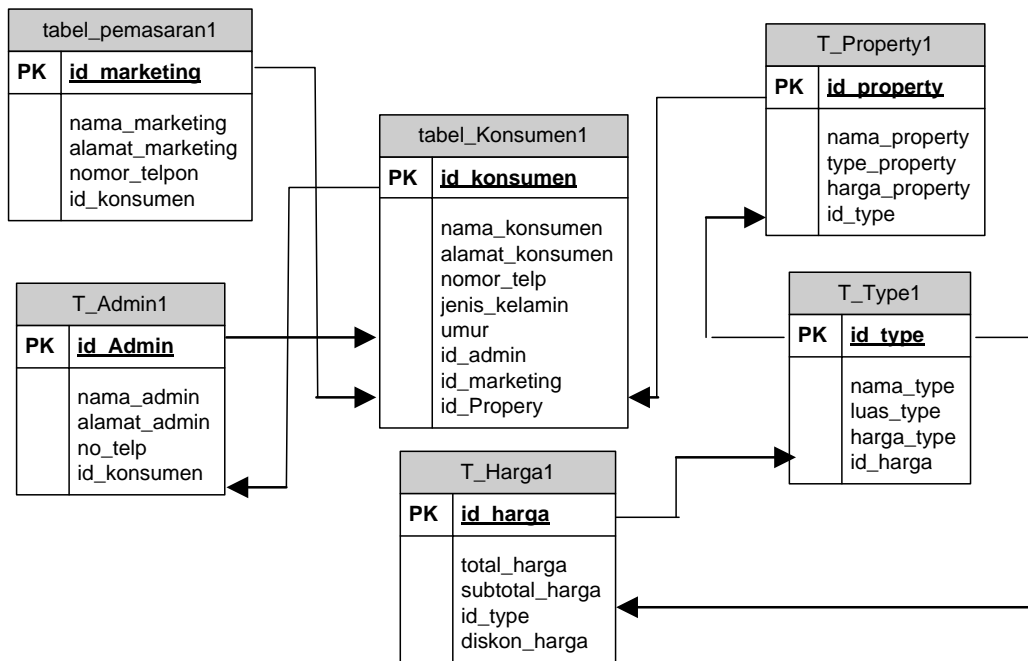 tabel_pemasaran1
PK id_marketing
nama_marketing
alamat_marketing
nomor_telpon
id_konsumen
T_Property1
PK id_property
nama_property
type_property
harga_property
id_type
tabel_Konsumen1
PK id_konsumen
nama_konsumen
alamat_konsumen
nomor_telp
jenis_kelamin
umur
id_admin
id_marketing
id_Propery
T_Admin1
PK id_Admin
nama_admin
alamat_admin
no_telp
id_konsumen
T_Type1
PK id_type
nama_type
luas_type
harga_type
id_harga
T_Harga1
PK id_harga
total_harga
subtotal_harga
id_type
diskon_harga